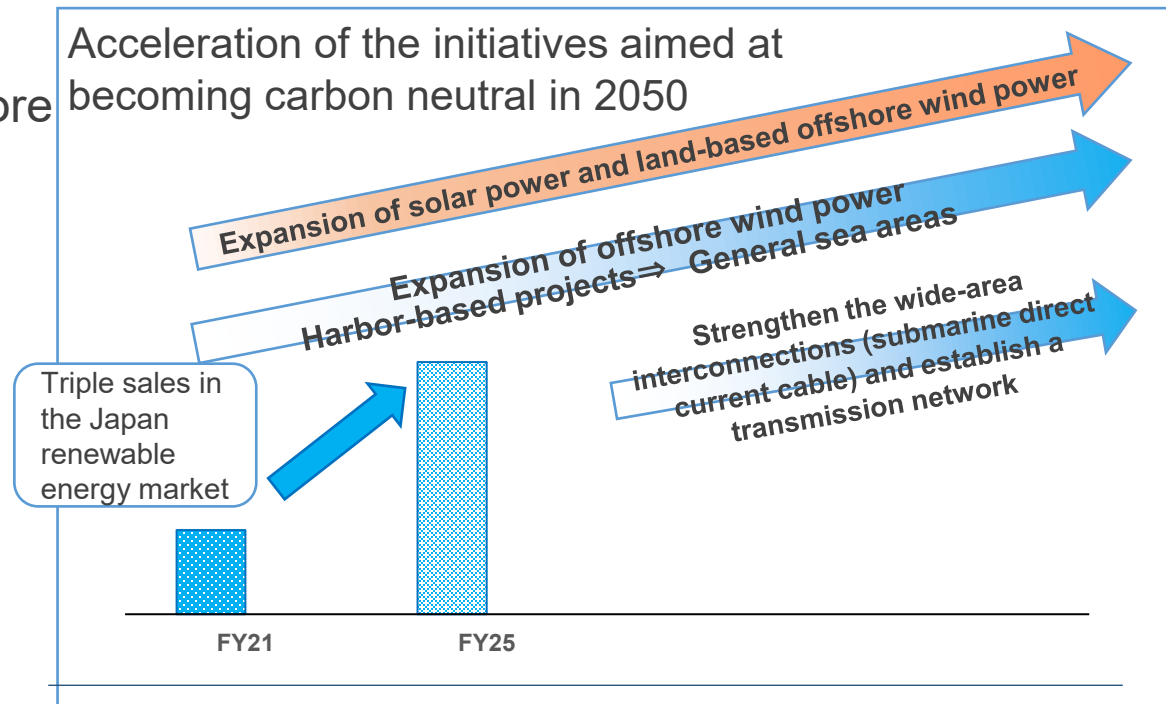 Acceleration of the initiatives aimed at
becoming carbon neutral in 2050
ore
Expansion of solar power and land-based offshore wind power
Expansion of offshore wind power
Harbor-based projects⇒ General sea areas
Strengthen the wide-area
interconnections (submarine direct
current cable) and establish a
transmission network
Triple sales in
the Japan
renewable
energy market
FY21
FY25